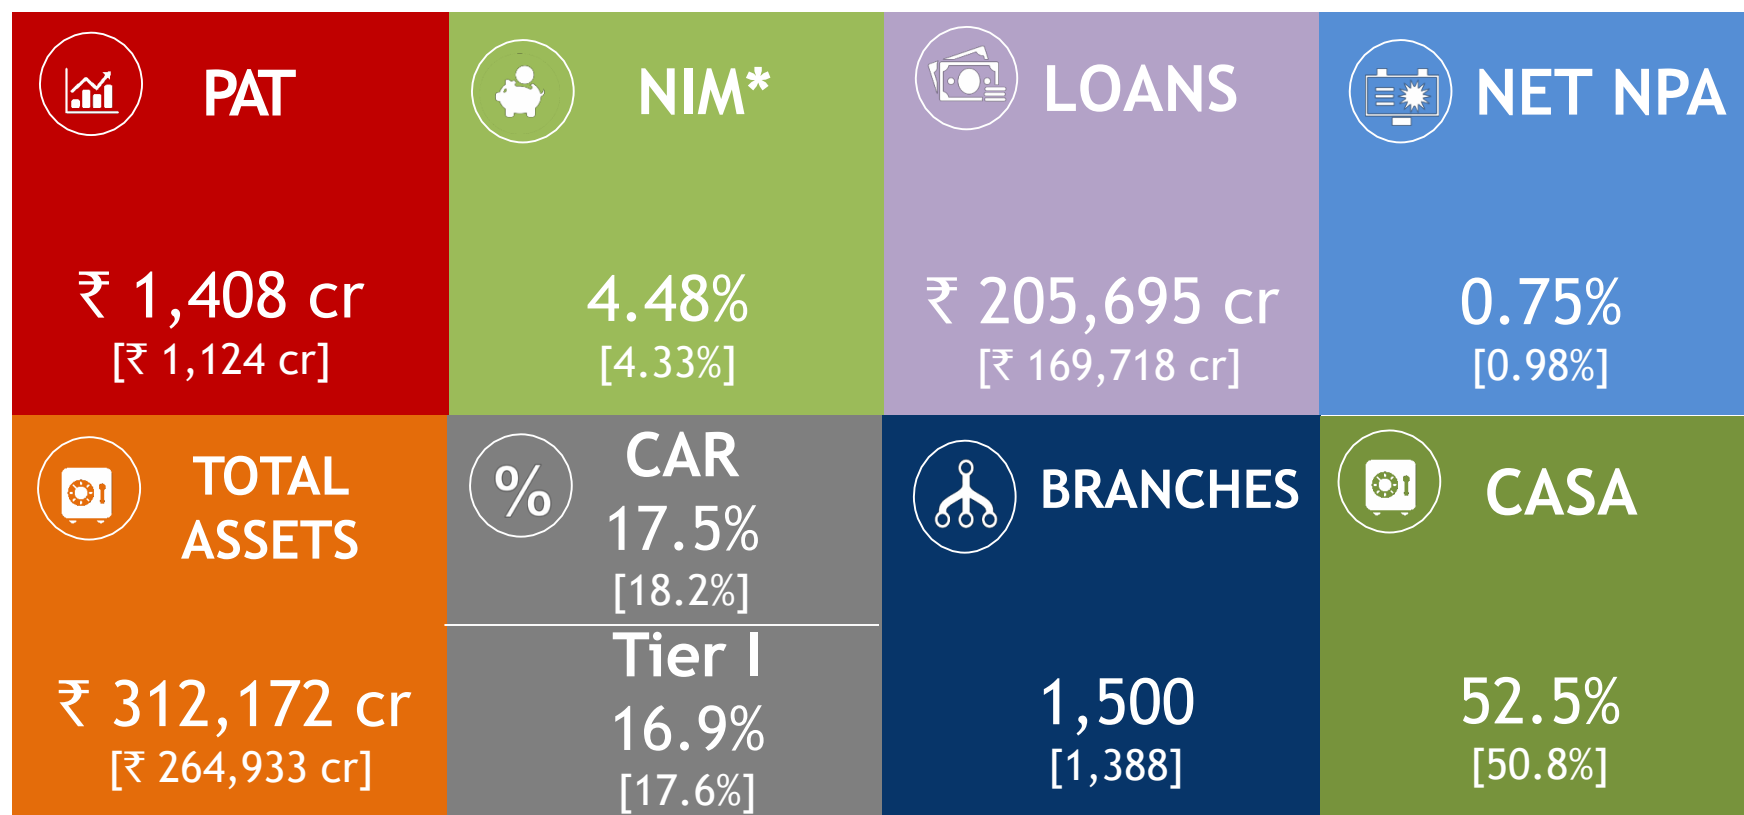 PAT
₹ 1,408 cr
[₹ 1,124 cr]
NIM*
4.48%
[4.33%]
LOANS
₹ 205,695 cr
[₹ 169,718 cr]
NET NPA
0.75%
[0.98%]
TOTAL
ASSETS
₹ 312,172 cr
[₹ 264,933 cr]
%
CAR
17.5%
[18.2%]
Tier I
16.9%
[17.6%]
BRANCHES
1,500
[1,388]
CASA
52.5%
[50.8%]